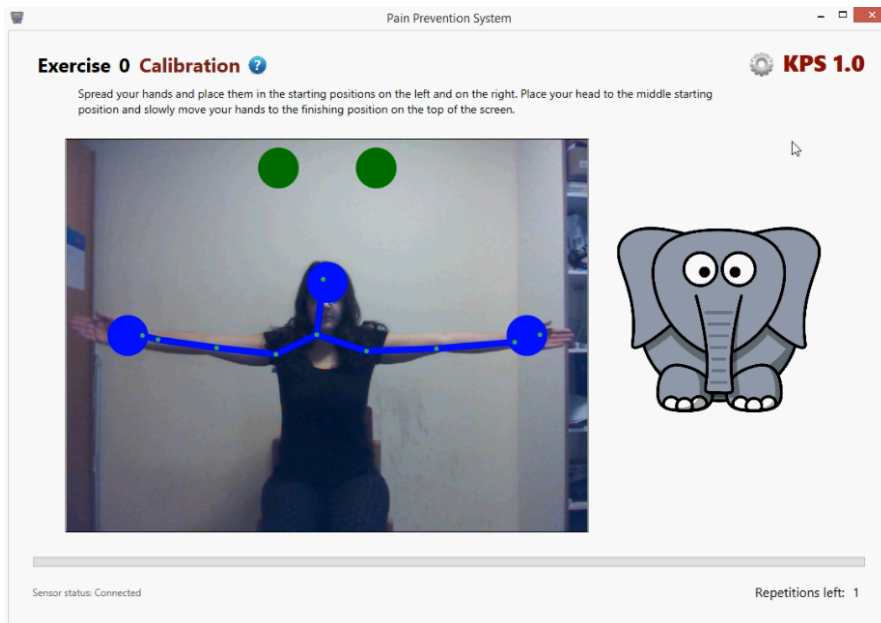 Pain Prevention System
Exercise 0 Calibration ?
KPS 1.0
Spread your hands and place them in the starting positions on the left and on the right. Place your head to the middle starting
position and slowly move your hands to the finishing position on the top of the screen.
Sensor status: Connected
Repetitions left: 1